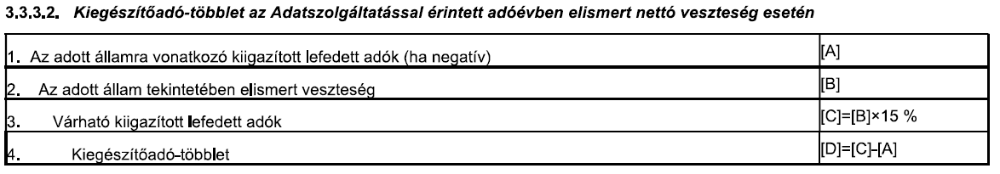 3.3.3.2. Kiegészítőadó-többlet az Adatszolgáltatással érintett adóévben elismert nettó veszteség esetén
1. Az adott államra vonatkozó kiigazított lefedett adók (ha negatív) [A]
2. Az adott állam tekintetében elismert veszteség [B]
3. Várható kiigazított lefedett adók [C]=[B]×15 %
4. Kiegészítőadó-többlet [D]=[C]-[A]